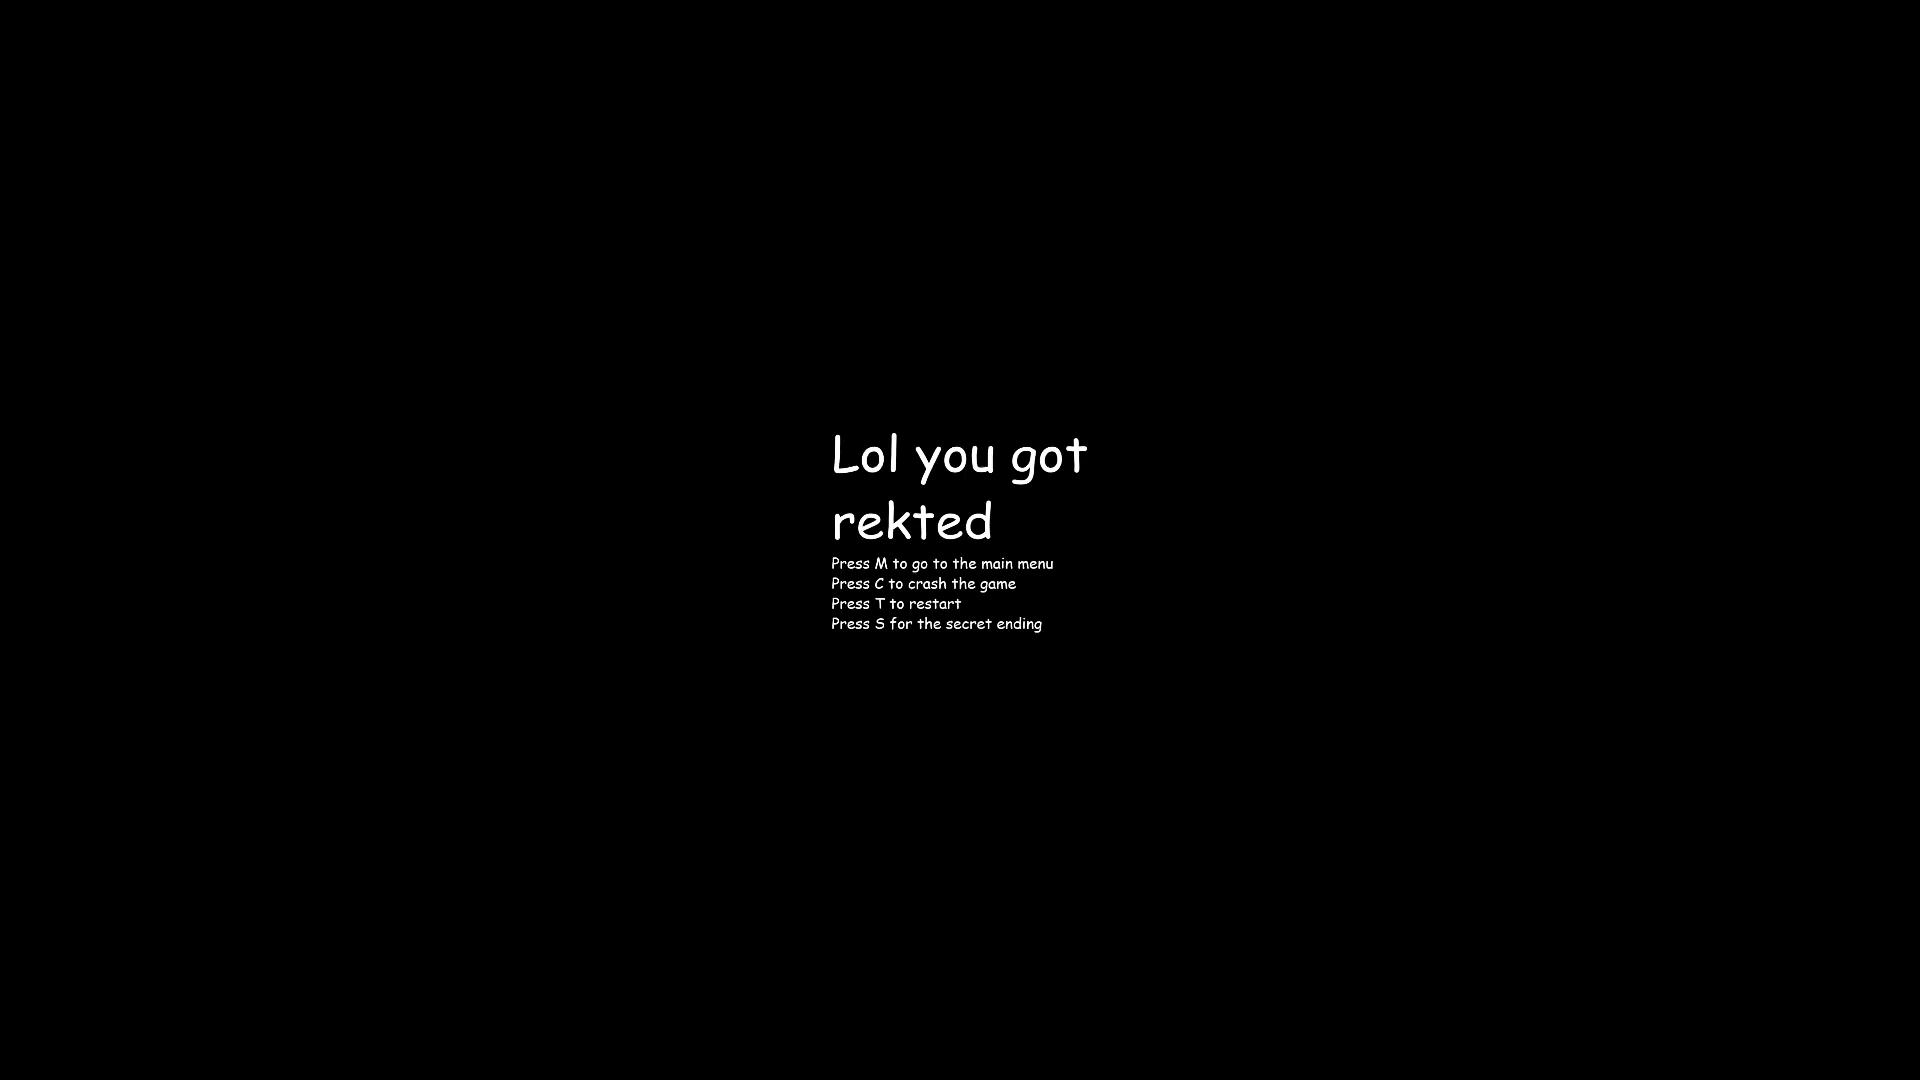 Lol you got
rekted
Press M to go to the main menu
Press C to crash the game
Press T to restart
Press S for the secret ending